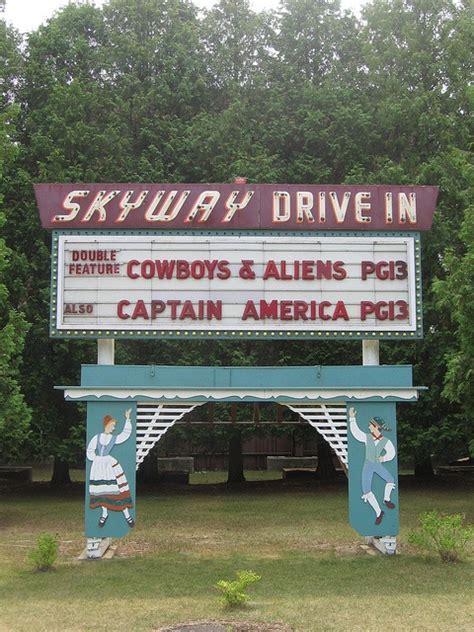 SKYWAY DRIVE IN
DOUBLE FEATURE COWBOYS & ALIENS PG13
ALSO CAPTAIN AMERICA PG13